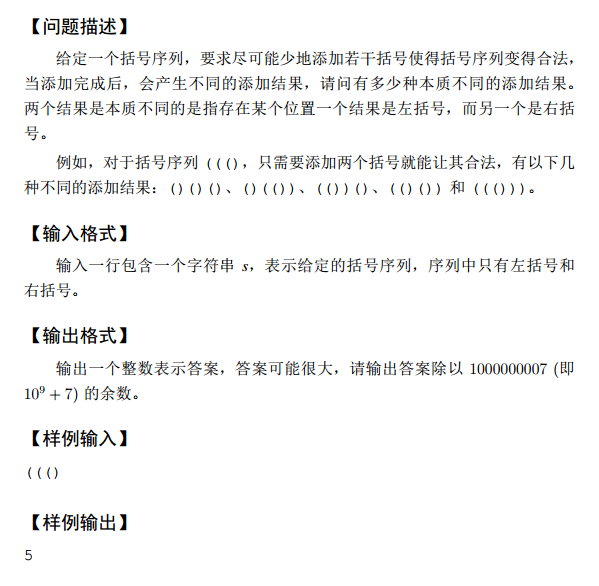 【问题描述】
给定一个括号序列，要求尽可能少地添加若干括号使得括号序列变得合法，
当添加完成后，会产生不同的添加结果，请问有多少种本质不同的添加结果。
两个结果是本质不同的是指存在某个位置一个结果是左括号，而另一个是右括
号。
例如，对于括号序列 ((()，只需要添加两个括号就能让其合法，有以下几
种不同的添加结果：()()()、()(())、(())()、(()()) 和 ((()))。
【输入格式】
输入一行包含一个字符串 s，表示给定的括号序列，序列中只有左括号和
右括号。
【输出格式】
输出一个整数表示答案，答案可能很大，请输出答案除以 1000000007 (即
10⁹ + 7) 的余数。
【样例输入】
((()
【样例输出】
5